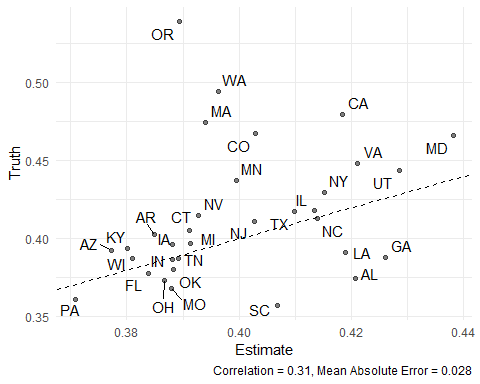 OR
WA
CA
MA
CO
MD
VA
MN
UT
NY
IL
NV
AR CT
TX
NJ
NC
KY IA MI
AZ
GA
LA
WI IN TN
AL
FL OK
OH MO
PA SC
0.50
0.45
0.40
0.35
Truth
0.38 0.40 0.42 0.44
Estimate
Correlation = 0.31, Mean Absolute Error = 0.028